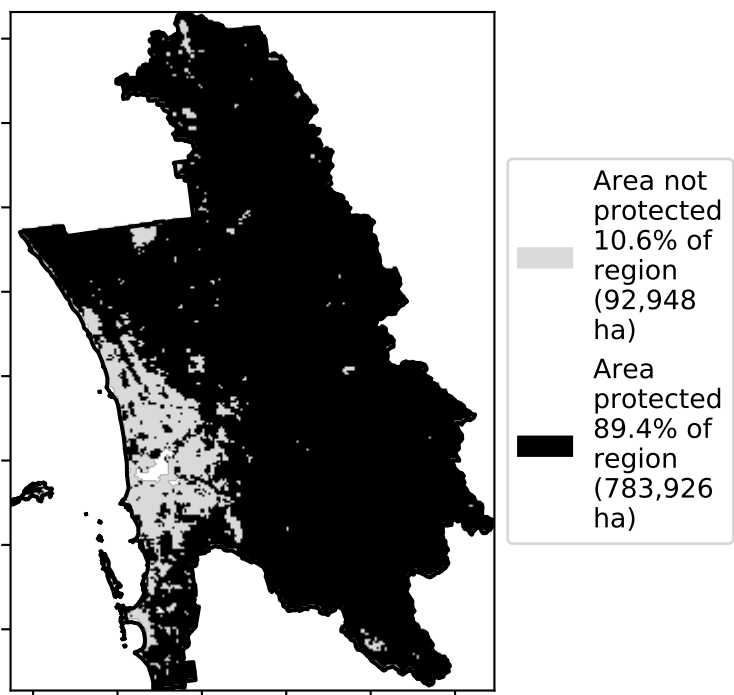 Area not
protected
10.6% of
region
(92,948
ha)
Area
protected
89.4% of
region
(783,926
ha)